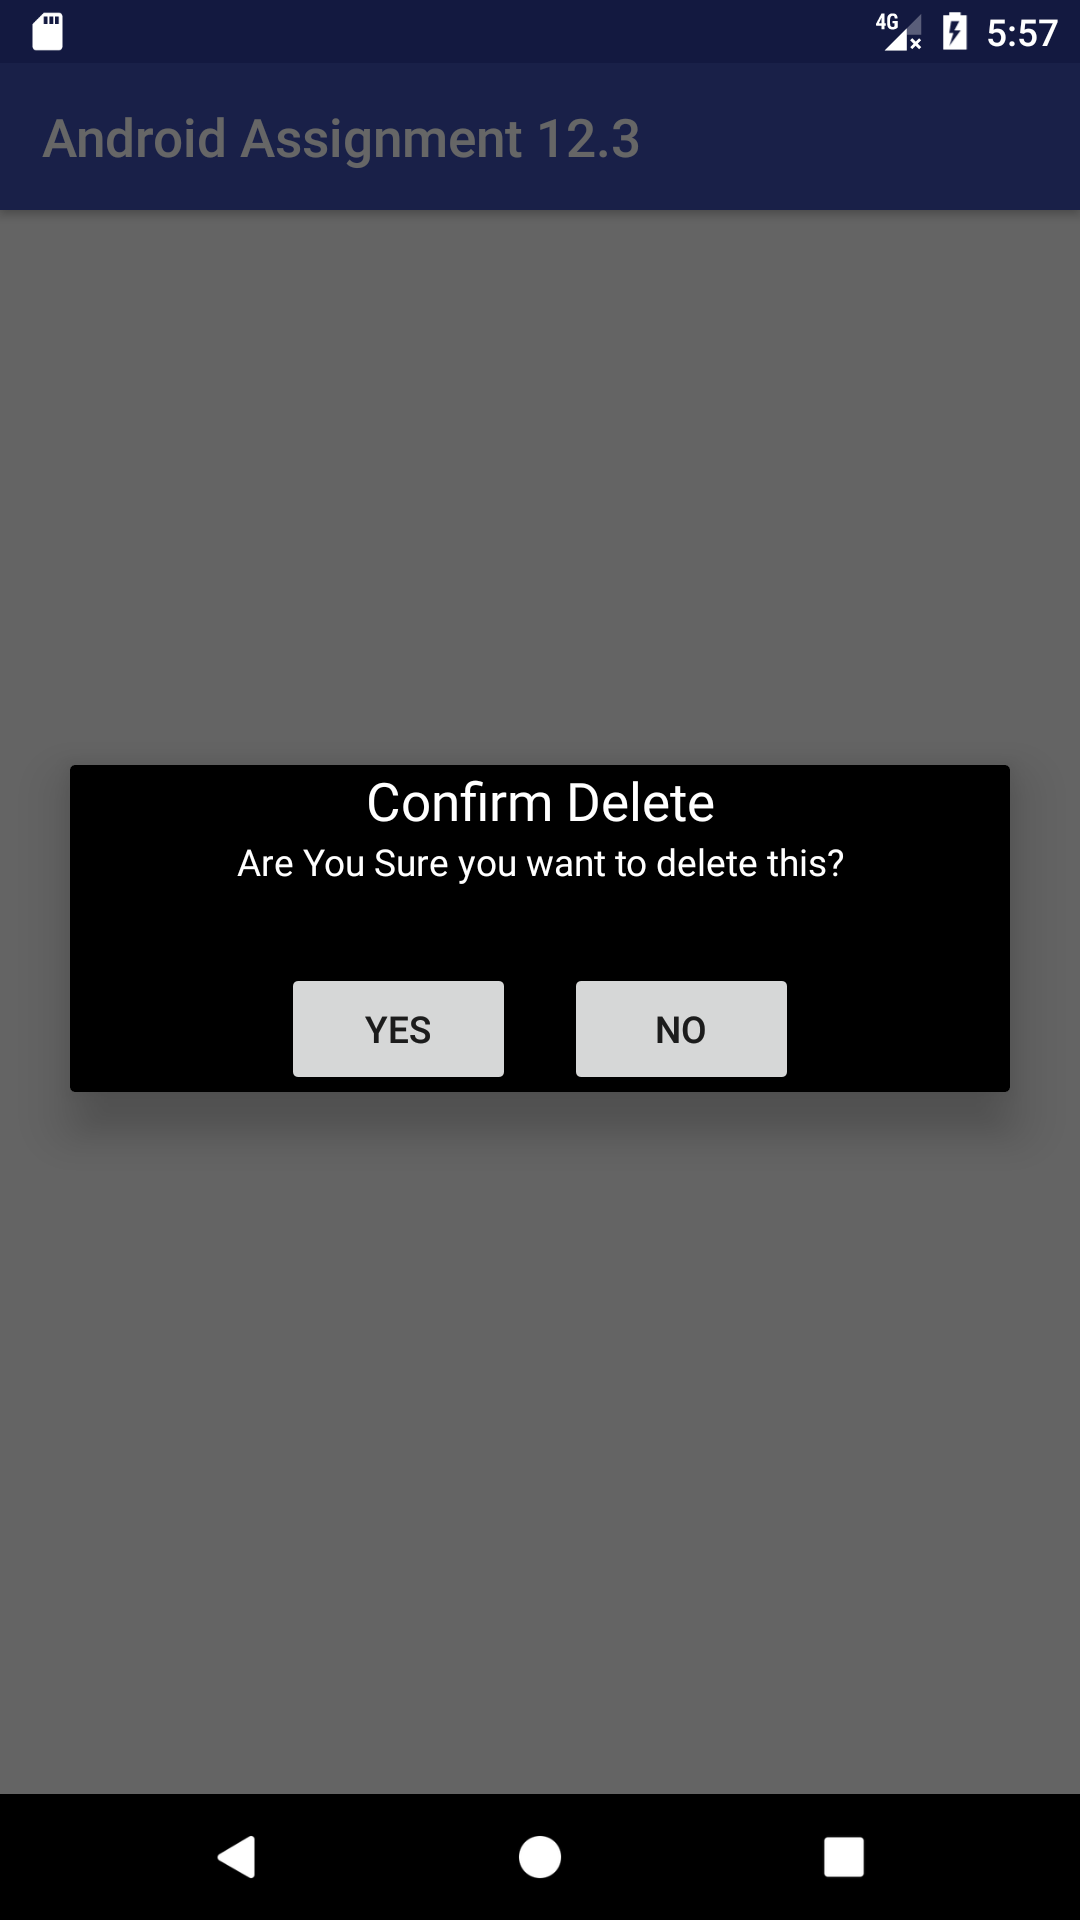 4G 5:57
Android Assignment 12.3
Confirm Delete
Are You Sure you want to delete this?
YES NO